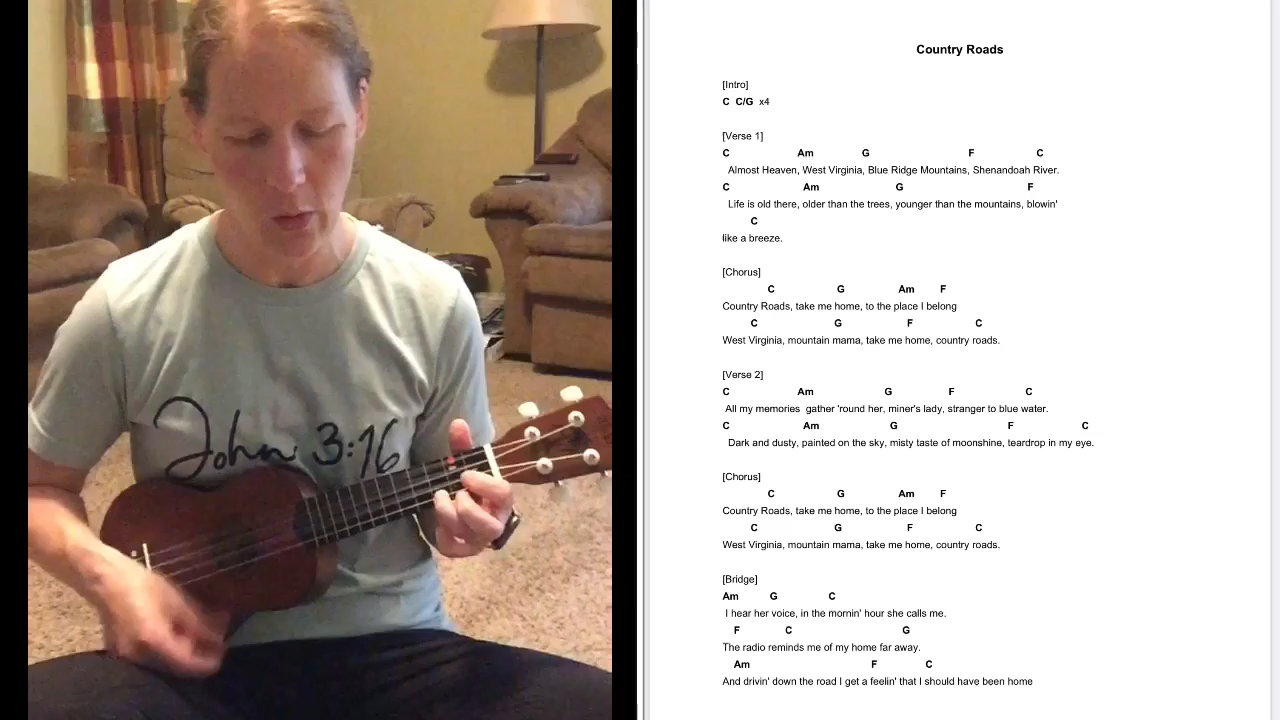 John 3:16
Country Roads
[Intro]
C C/G x4
[Verse 1]
C Am G F C
Almost Heaven, West Virginia, Blue Ridge Mountains, Shenandoah River.
C Am G F
Life is old there, older than the trees, younger than the mountains, blowin'
C
like a breeze.
[Chorus]
C G Am F
Country Roads, take me home, to the place I belong
C G F C
West Virginia, mountain mama, take me home, country roads.
[Verse 2]
C Am G F C
All my memories gather 'round her, miner's lady, stranger to blue water.
C Am G F C
Dark and dusty, painted on the sky, misty taste of moonshine, teardrop in my eye.
[Chorus]
C G Am F
Country Roads, take me home, to the place I belong
C G F C
West Virginia, mountain mama, take me home, country roads.
[Bridge]
Am G C
I hear her voice, in the mornin' hour she calls me.
F C G
The radio reminds me of my home far away.
Am F C
And drivin' down the road I get a feelin' that I should have been home